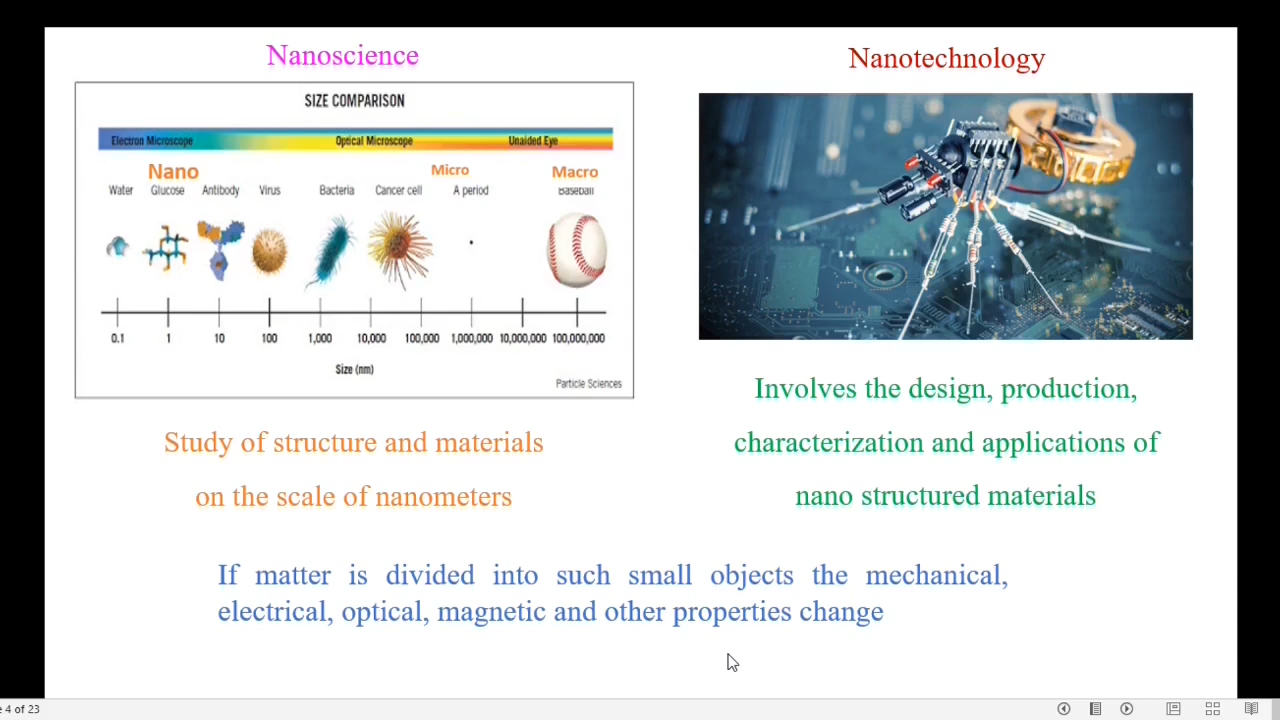 Nanoscience
SIZE COMPARISON
Electron Microscope Optical Microscope Unaided Eye
Nano Micro Macro
Water Glucose Antibody Virus Bacteria Cancer cell A period Baseball
0.1 1 10 100 1,000 10,000 100,000 1,000,000 10,000,000 100,000,000
Size (nm)
Particle Sciences
Study of structure and materials
on the scale of nanometers
Nanotechnology
Involves the design, production,
characterization and applications of
nano structured materials
If matter is divided into such small objects the mechanical,
electrical, optical, magnetic and other properties change
e 4 of 23